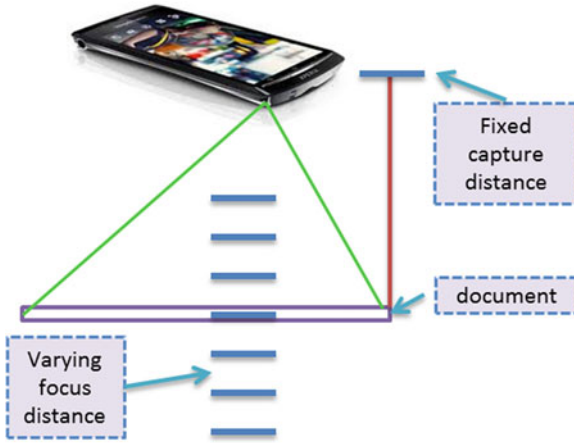 Fixed
capture
distance
document
Varying
focus
distance